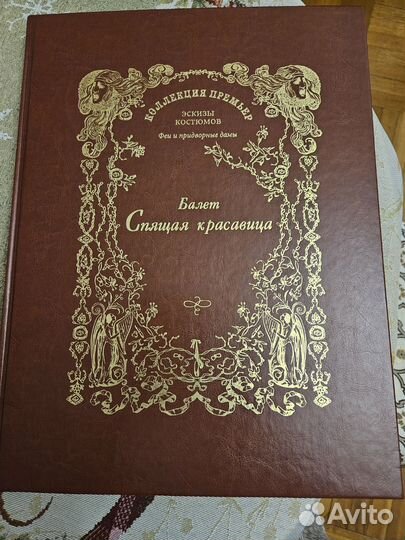 КОЛЛЕКЦИЯ ПРЕМЬЕР
ЭСКИЗЫ
КОСТЮМОВ
Феи и придворные дамы
Балет
Спящая красавица
Avito